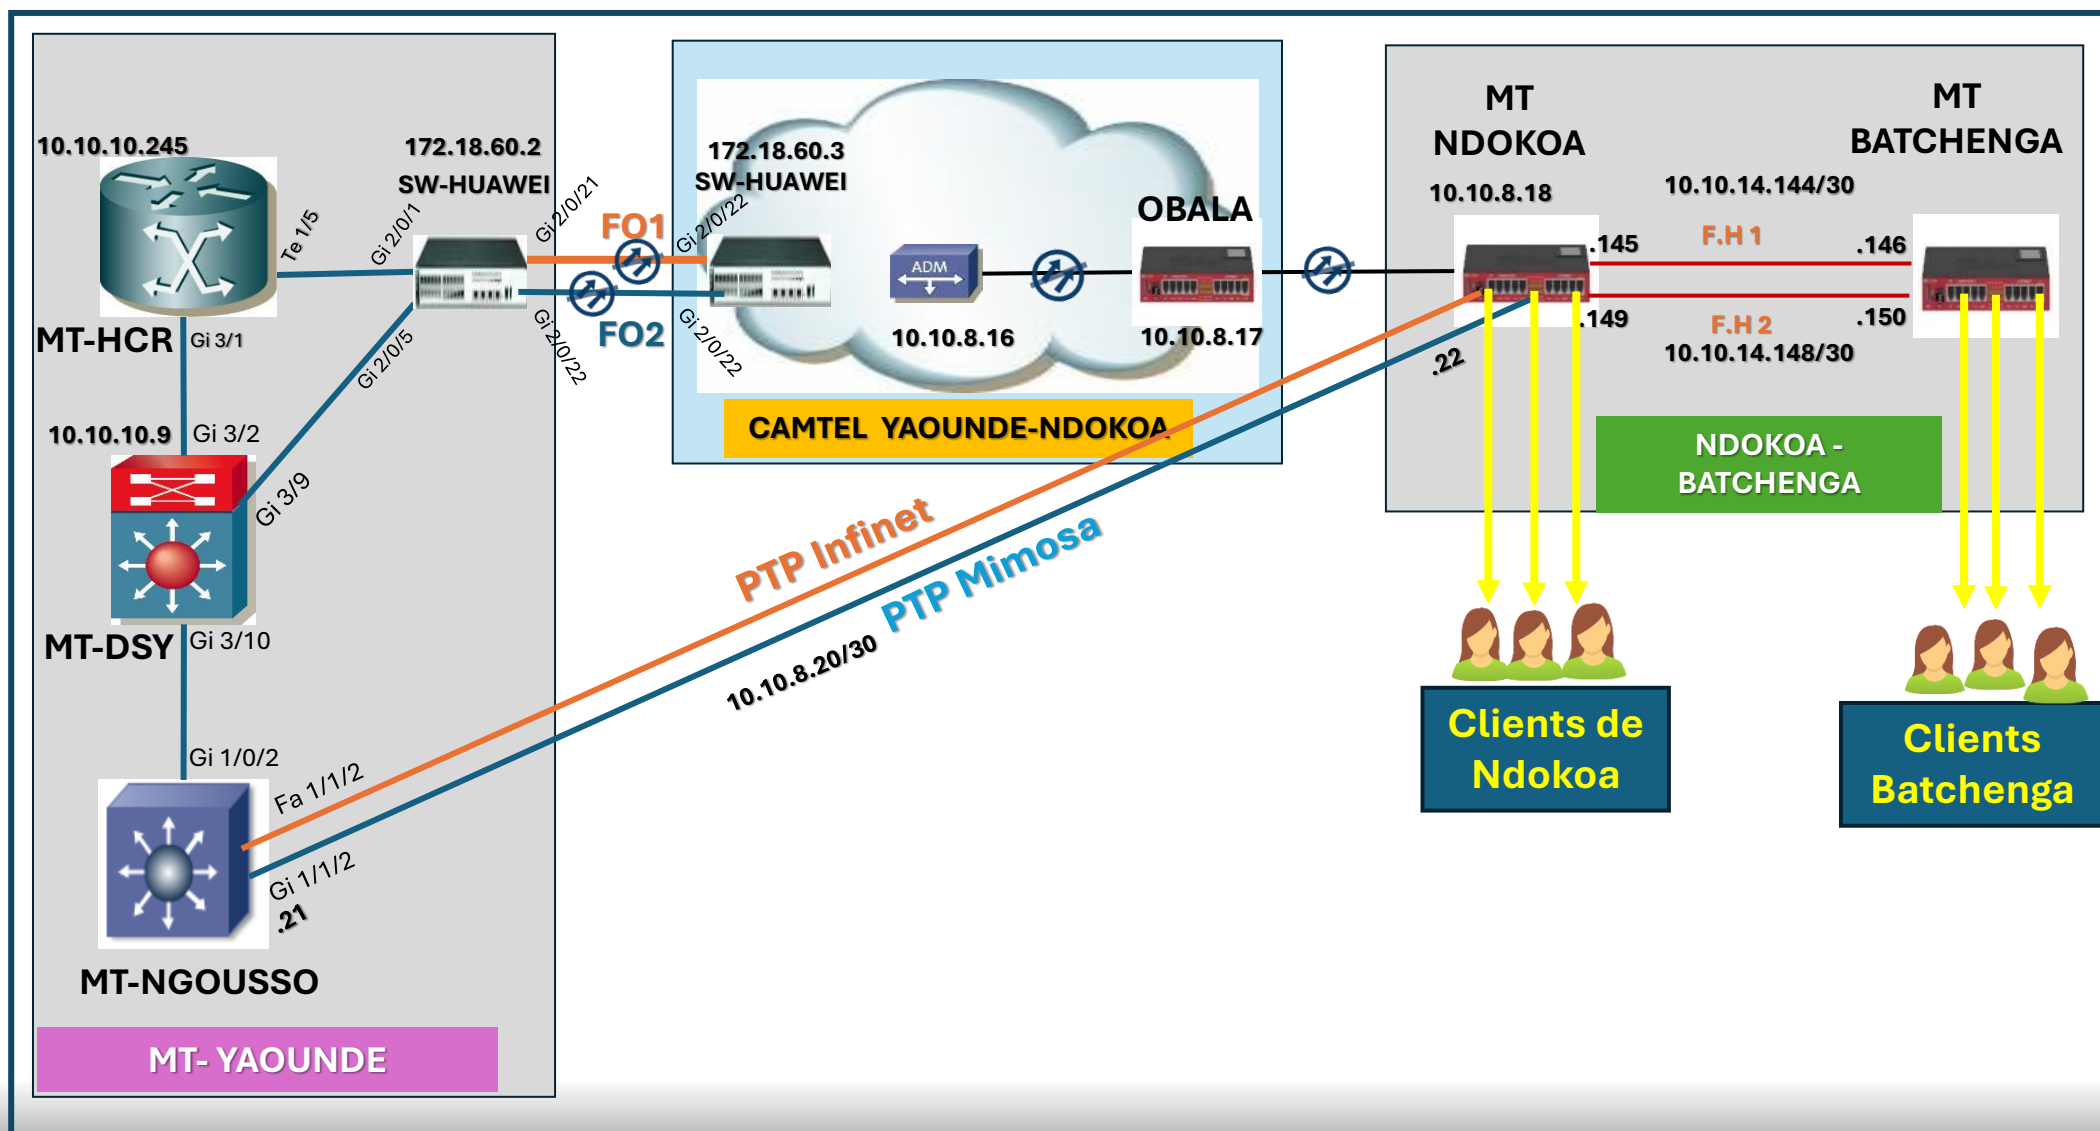 10.10.10.245
MT-HCR
Te 1/5
Gi 3/1
Gi 2/0/1
172.18.60.2
SW-HUAWEI
Gi 2/0/21
Gi 2/0/5
Gi 2/0/22
FO1
FO2
10.10.10.9
Gi 3/2
Gi 3/9
MT-DSY
Gi 3/10
Gi 1/0/2
Fa 1/1/2
Gi 1/1/2
.21
MT-NGOUSSO
MT- YAOUNDE
172.18.60.3
SW-HUAWEI
Gi 2/0/22
Gi 2/0/22
ADM
10.10.8.16
OBALA
10.10.8.17
CAMTEL YAOUNDE-NDOKOA
PTP Infinet
PTP Mimosa
10.10.8.20/30
MT
NDOKOA
10.10.8.18
MT
BATCHENGA
10.10.14.144/30
.145
F.H 1
.146
.149
F.H 2
.150
10.10.14.148/30
.22
NDOKOA -
BATCHENGA
Clients de
Ndokoa
Clients
Batchenga